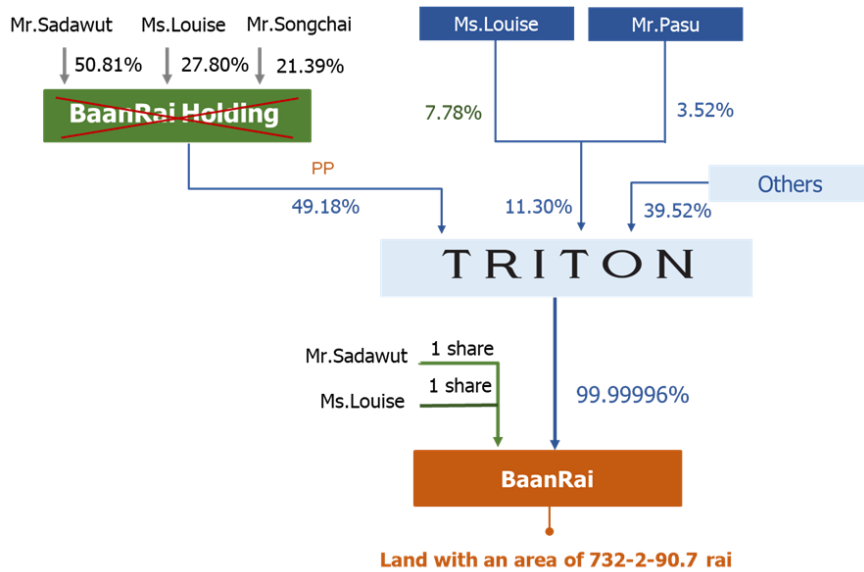 Mr.Sadawut Ms.Louise Mr.Songchai
50.81% 27.80% 21.39%
BaanRai Holding
Ms.Louise
Mr.Pasu
7.78%
3.52%
PP
49.18%
11.30%
39.52%
Others
TRITON
Mr.Sadawut
1 share
Ms.Louise
1 share
99.99996%
BaanRai
Land with an area of 732-2-90.7 rai